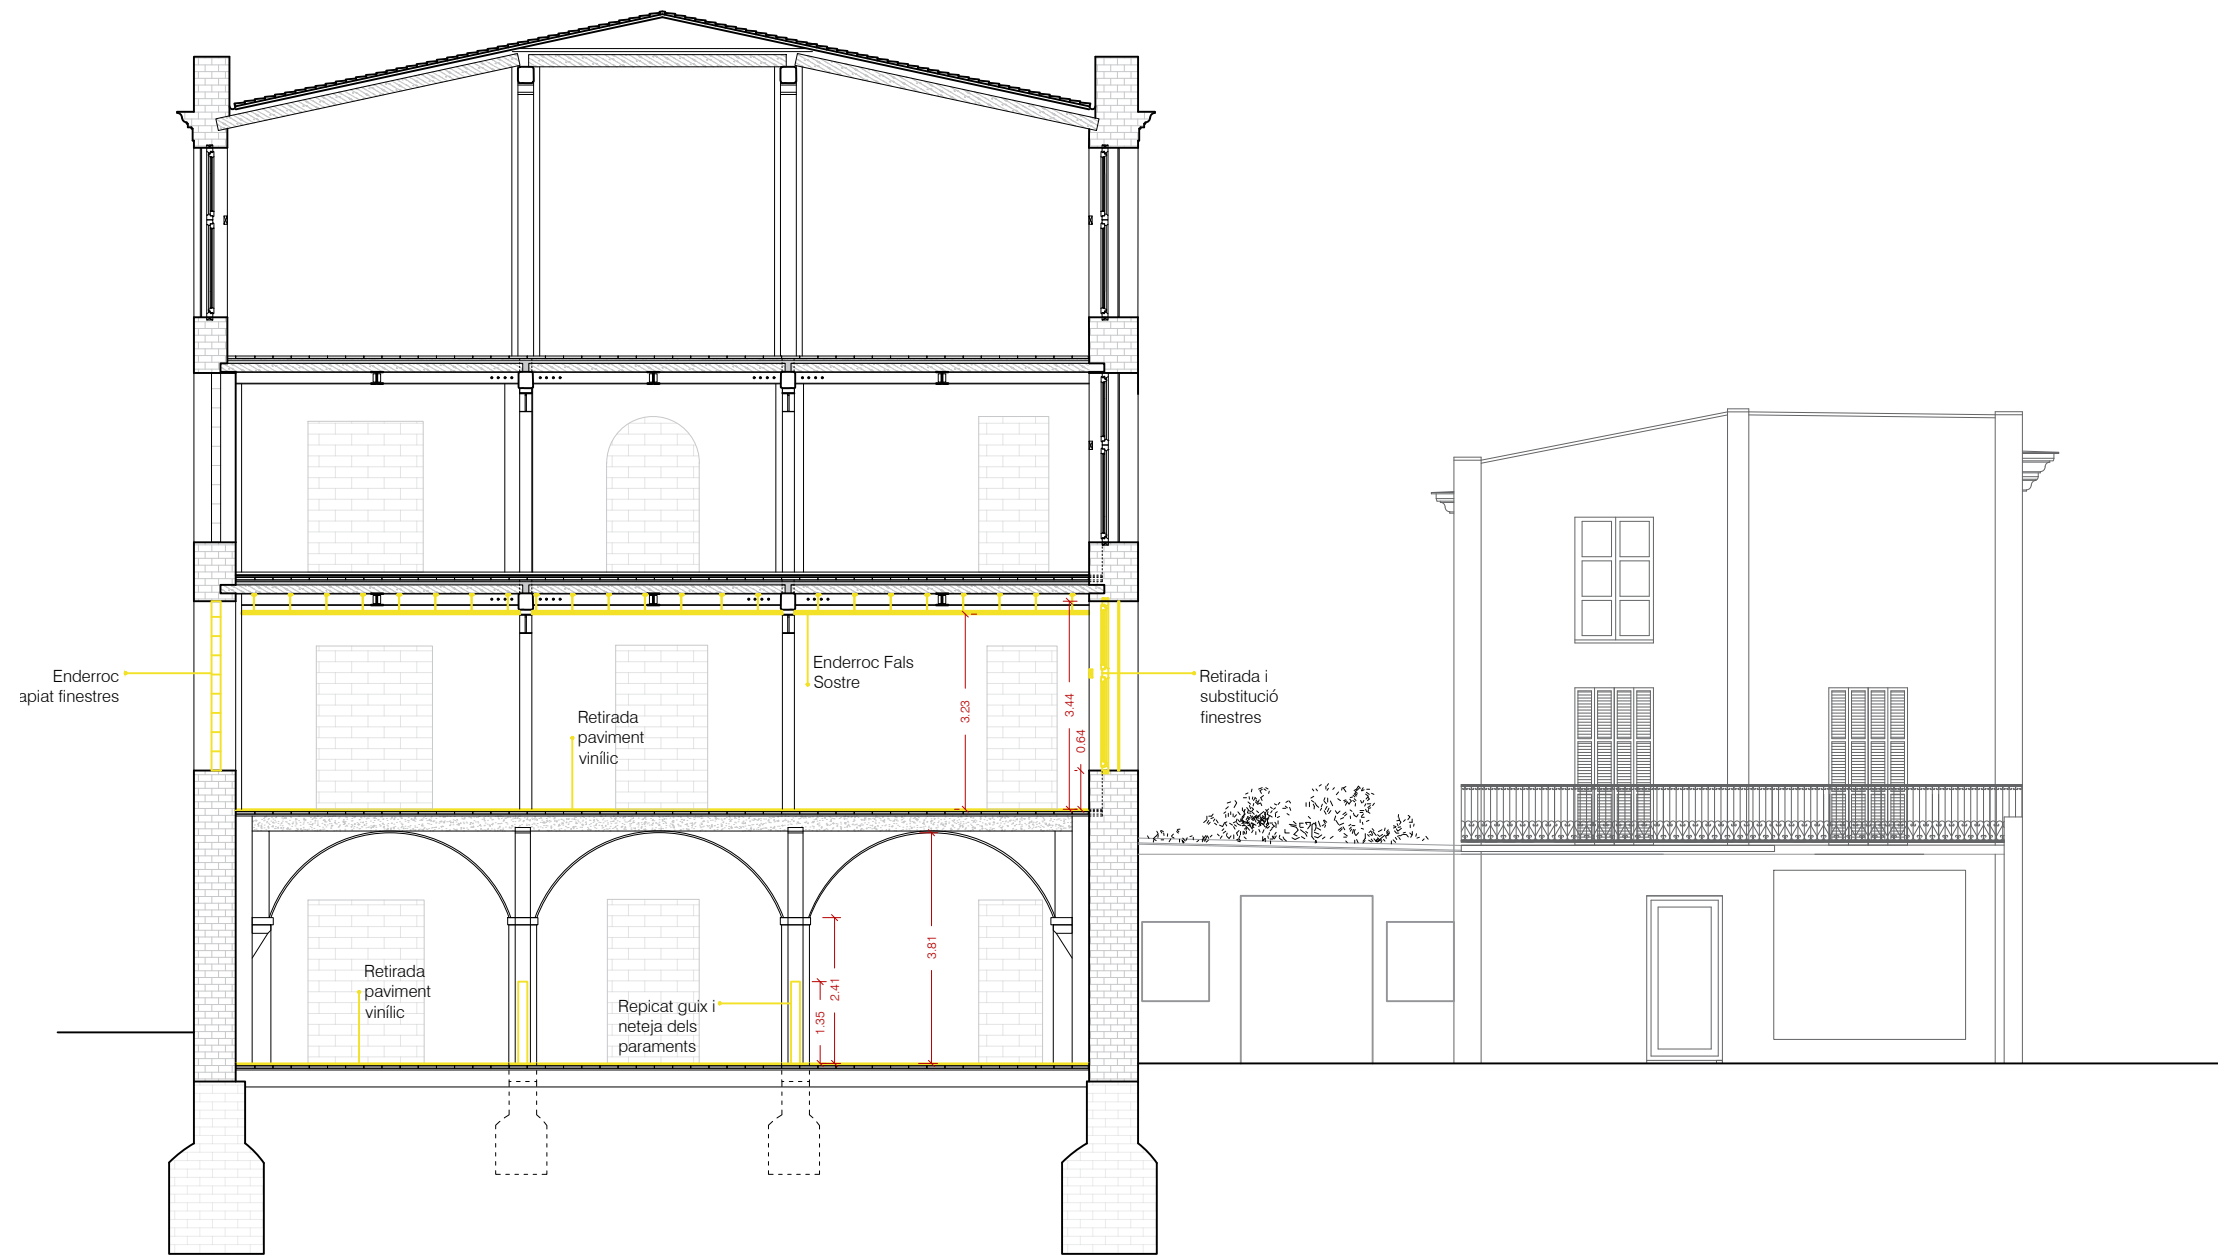 Enderroc
apiat finestres
Enderroc Fals
Sostre
Retirada i
substitució
finestres
Retirada
paviment
vinílic
3.23
3.44
0.64
Retirada
paviment
vinílic
Repicat guix i
neteja dels
paraments
1.35
2.41
3.81